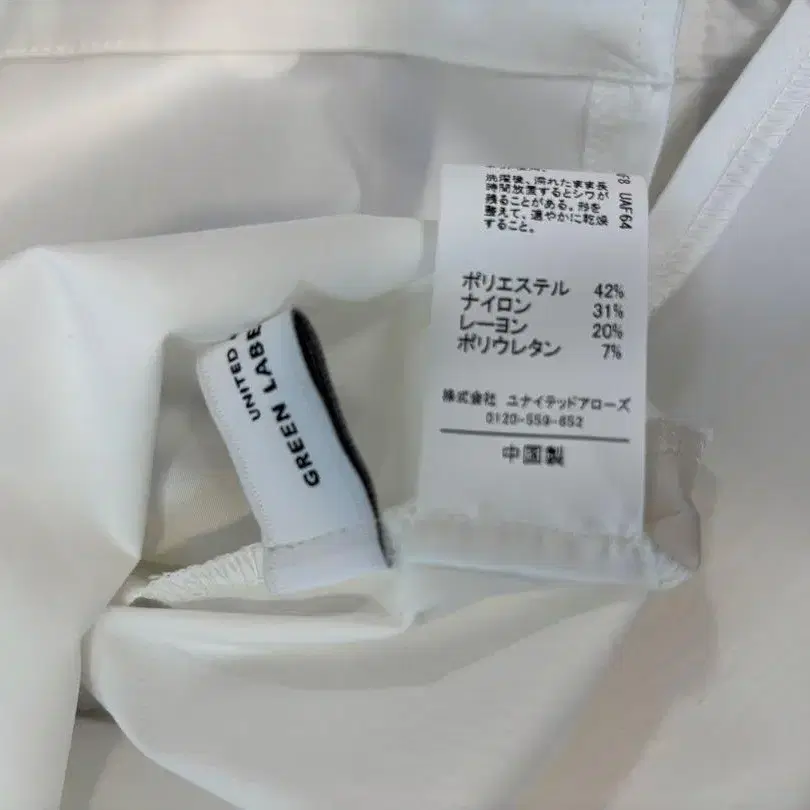 洗濯後、濡れたまま長
時間放置するとシワが
残ることがある。形を
整えて、速やかに乾燥
すること。
UAF64
ポリエステル 42%
ナイロン 31%
レーヨン 20%
ポリウレタン 7%
株式会社 ユナイテッドアローズ
0120-559-652
中国製
UNITED
GREEN LABE